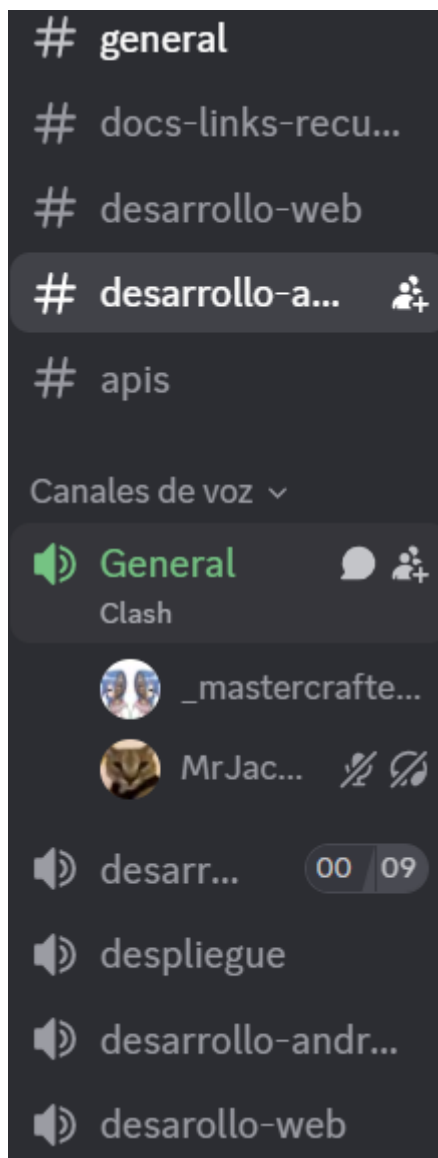 # general
# docs-links-recu...
# desarrollo-web
# desarrollo-a...
# apis
Canales de voz
General
Clash
_mastercrafte...
MrJac...
desarr... 00 09
despliegue
desarrollo-andr...
desarollo-web